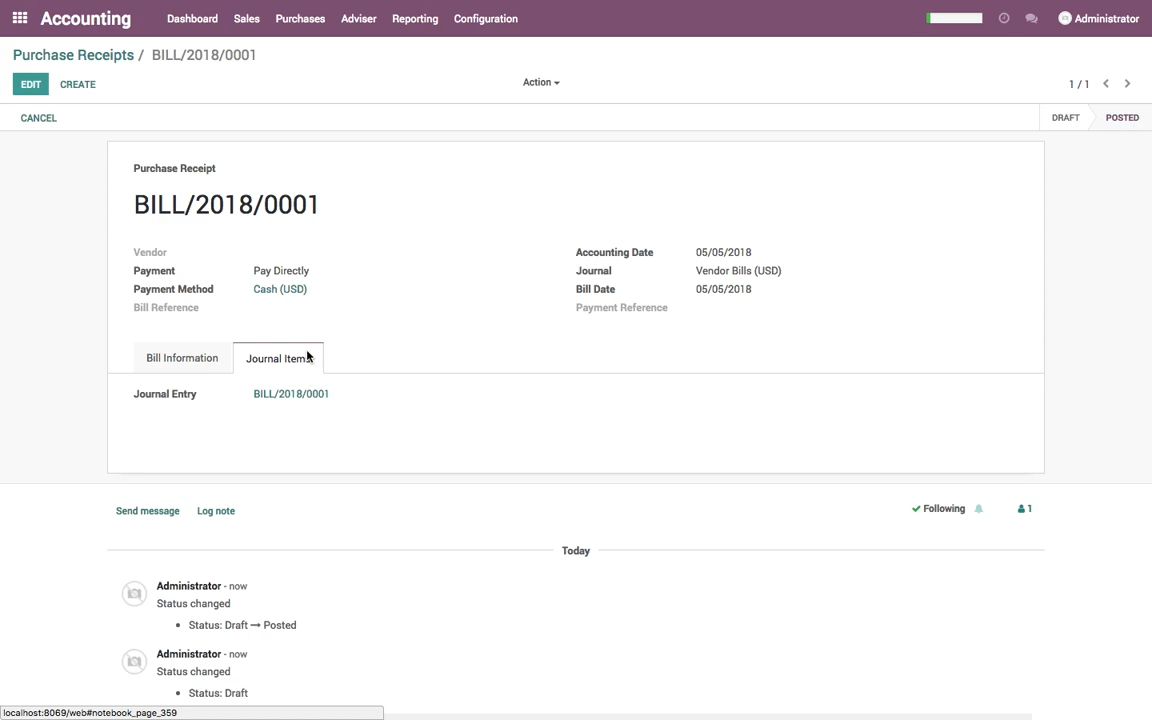 Accounting Dashboard Sales Purchases Adviser Reporting Configuration Administrator
Purchase Receipts / BILL/2018/0001
EDIT CREATE Action 1 / 1
CANCEL DRAFT POSTED
Purchase Receipt
BILL/2018/0001
Vendor Accounting Date 05/05/2018
Payment Pay Directly Journal Vendor Bills (USD)
Payment Method Cash (USD) Bill Date 05/05/2018
Bill Reference Payment Reference
Bill Information Journal Items
Journal Entry BILL/2018/0001
Send message Log note Following 1
Today
Administrator - now
Status changed
• Status: Draft → Posted
Administrator - now
Status changed
• Status: Draft
localhost:8069/web#notebook_page_359